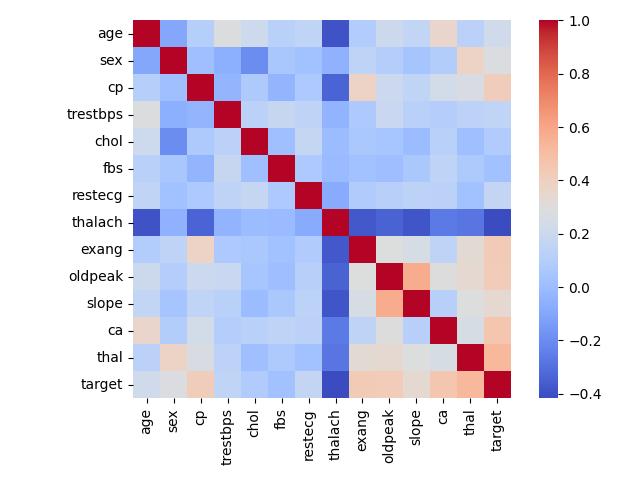 age
sex
cp
trestbps
chol
fbs
restecg
thalach
exang
oldpeak
slope
ca
thal
target
age
sex
cp
trestbps
chol
fbs
restecg
thalach
exang
oldpeak
slope
ca
thal
target
1.0
0.8
0.6
0.4
0.2
0.0
−0.2
−0.4